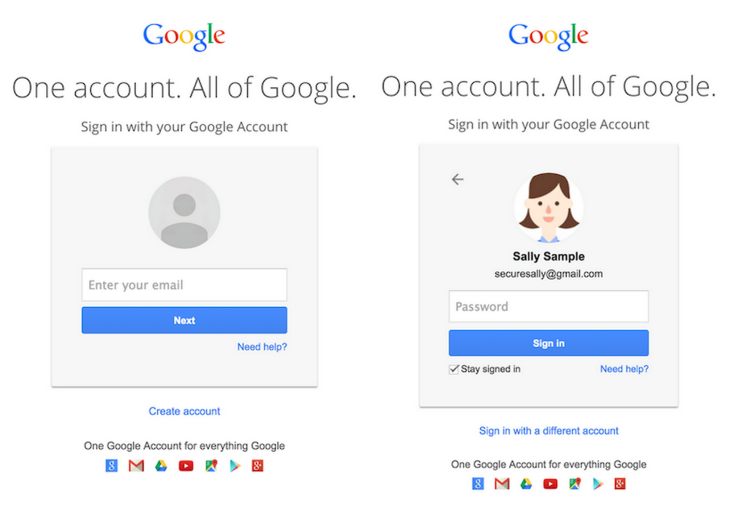 Google
One account. All of Google.
Sign in with your Google Account
Enter your email
Next
Need help?
Create account
One Google Account for everything Google
Google
One account. All of Google.
Sign in with your Google Account
Sally Sample
securesally@gmail.com
Password
Sign in
Stay signed in
Need help?
Sign in with a different account
One Google Account for everything Google